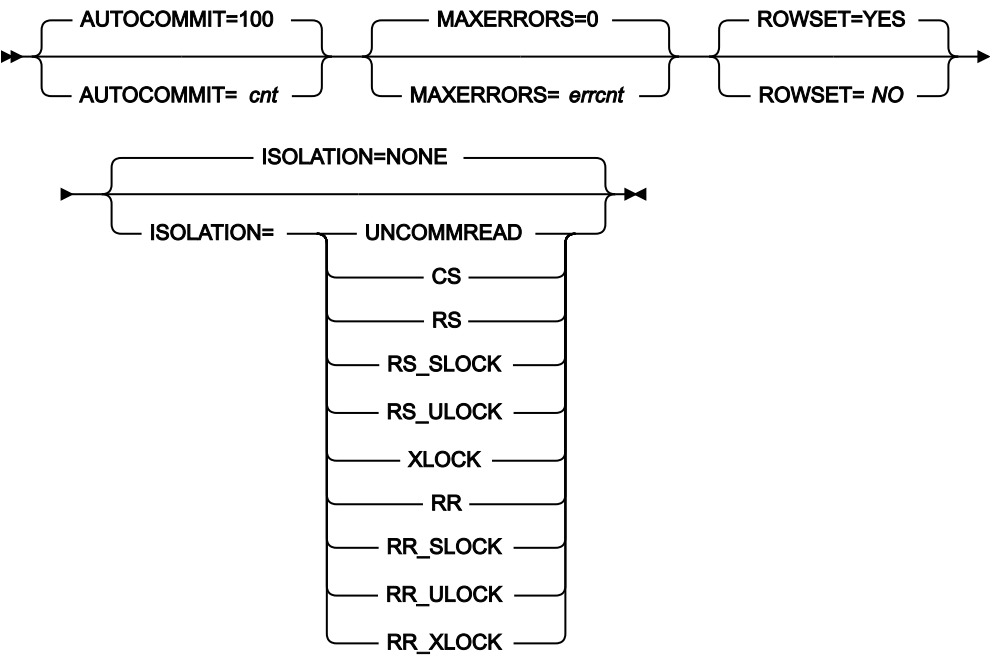 AUTOCOMMIT=100 MAXERRORS=0 ROWSET=YES
AUTOCOMMIT= cnt MAXERRORS= errcnt ROWSET= NO
ISOLATION=NONE
ISOLATION= UNCOMMREAD
CS
RS
RS_SLOCK
RS_ULOCK
XLOCK
RR
RR_SLOCK
RR_ULOCK
RR_XLOCK